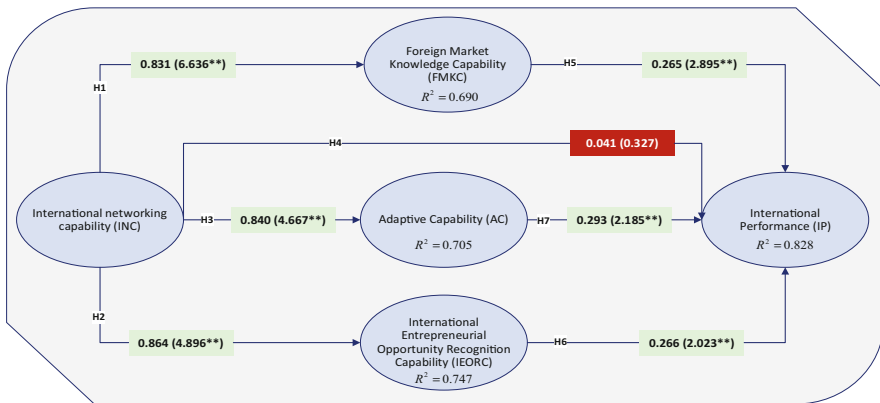 Foreign Market
Knowledge Capability
(FMKC)
R² = 0.690
0.831 (6.636**)
H5
0.265 (2.895**)
H1
H4
0.041 (0.327)
International networking
capability (INC)
H3
0.840 (4.667**)
Adaptive Capability (AC)
R² = 0.705
H7
0.293 (2.185**)
International
Performance (IP)
R² = 0.828
H2
0.864 (4.896**)
International
Entrepreneurial
Opportunity Recognition
Capability (IEORC)
R² = 0.747
H6
0.266 (2.023**)